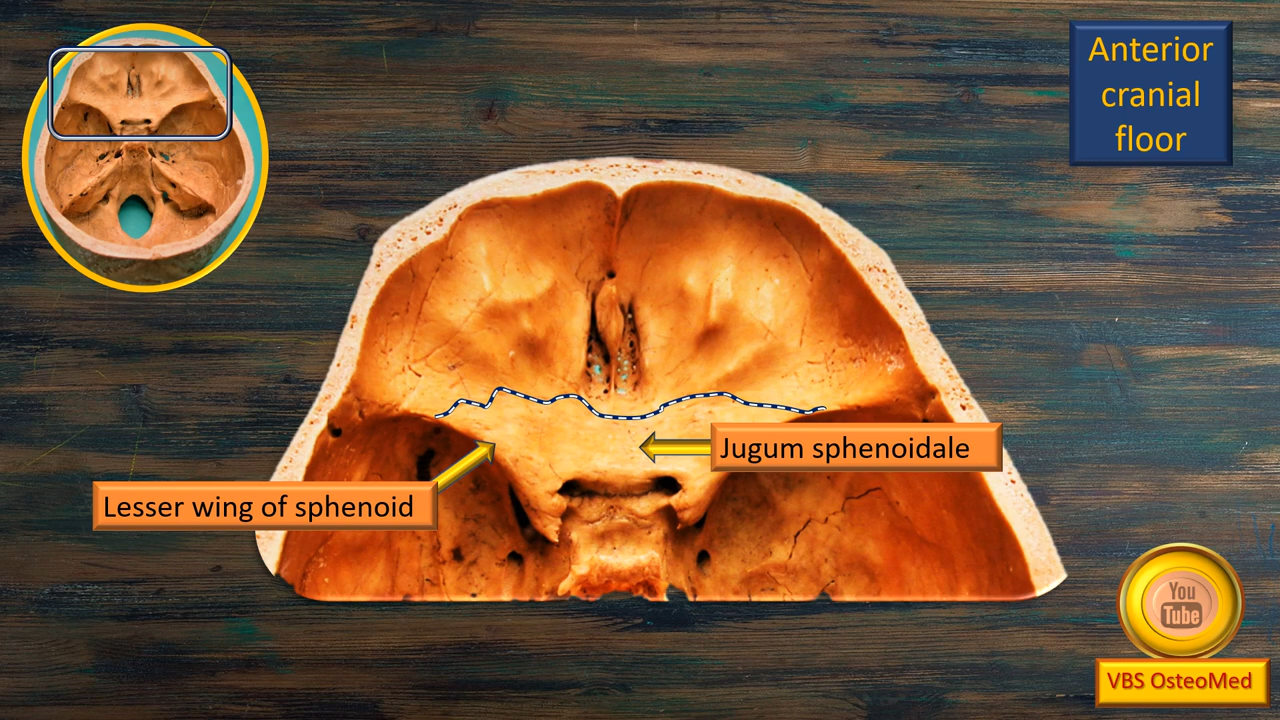 Anterior
cranial
floor
Jugum sphenoidale
Lesser wing of sphenoid
You
Tube
VBS OsteoMed